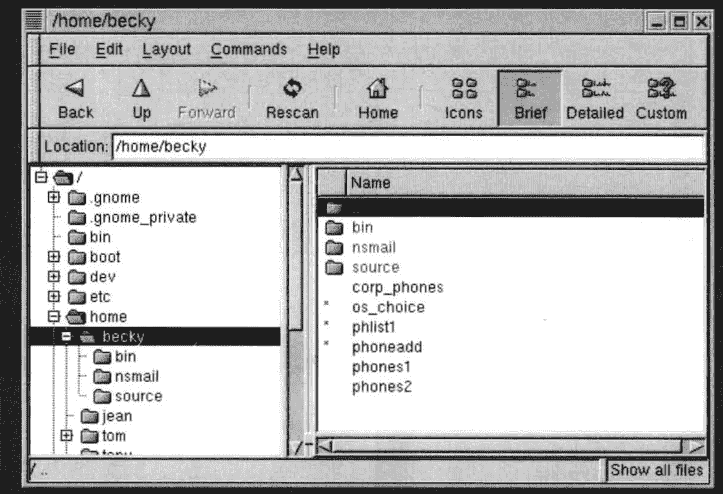 /home/becky
File Edit Layout Commands Help
Back Up Forward Rescan Home Icons Brief Detailed Custom
Location: /home/becky
/
.gnome
.gnome_private
bin
boot
dev
etc
home
becky
bin
nsmail
source
jean
tom
Name
bin
nsmail
source
corp_phones
* os_choice
* phlist1
* phoneadd
phones1
phones2
/ ..
Show all files